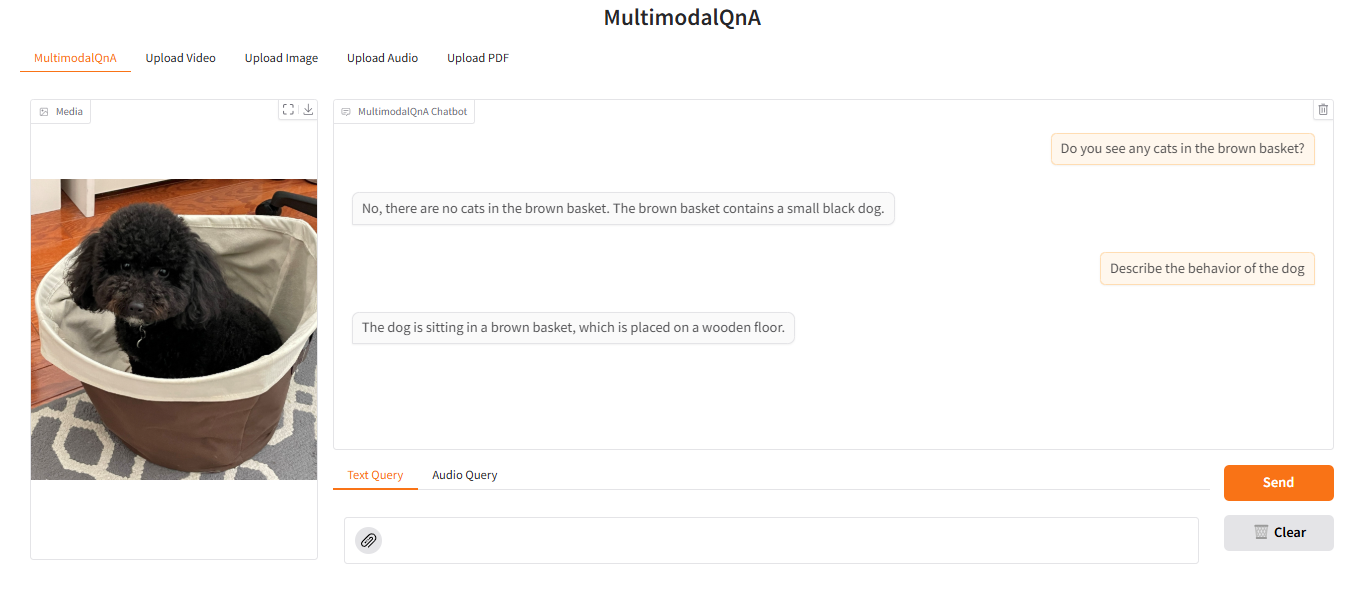 MultimodalQnA
MultimodalQnA Upload Video Upload Image Upload Audio Upload PDF
Media
MultimodalQnA Chatbot
Do you see any cats in the brown basket?
No, there are no cats in the brown basket. The brown basket contains a small black dog.
Describe the behavior of the dog
The dog is sitting in a brown basket, which is placed on a wooden floor.
Text Query Audio Query
Send
Clear